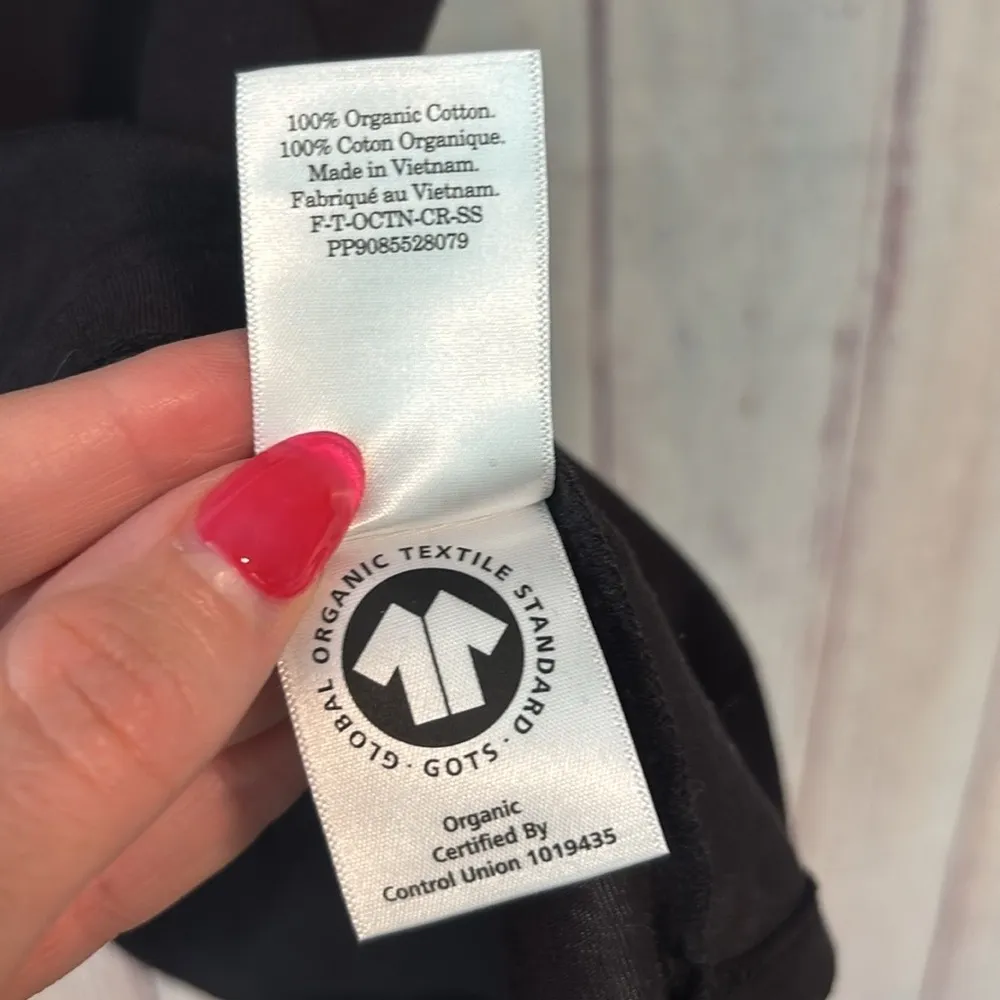 100% Organic Cotton.
100% Coton Organique.
Made in Vietnam.
Fabriqué au Vietnam.
F-T-OCTN-CR-SS
PP9085528079
GLOBAL ORGANIC TEXTILE STANDARD · GOTS ·
Organic
Certified By
Control Union 1019435